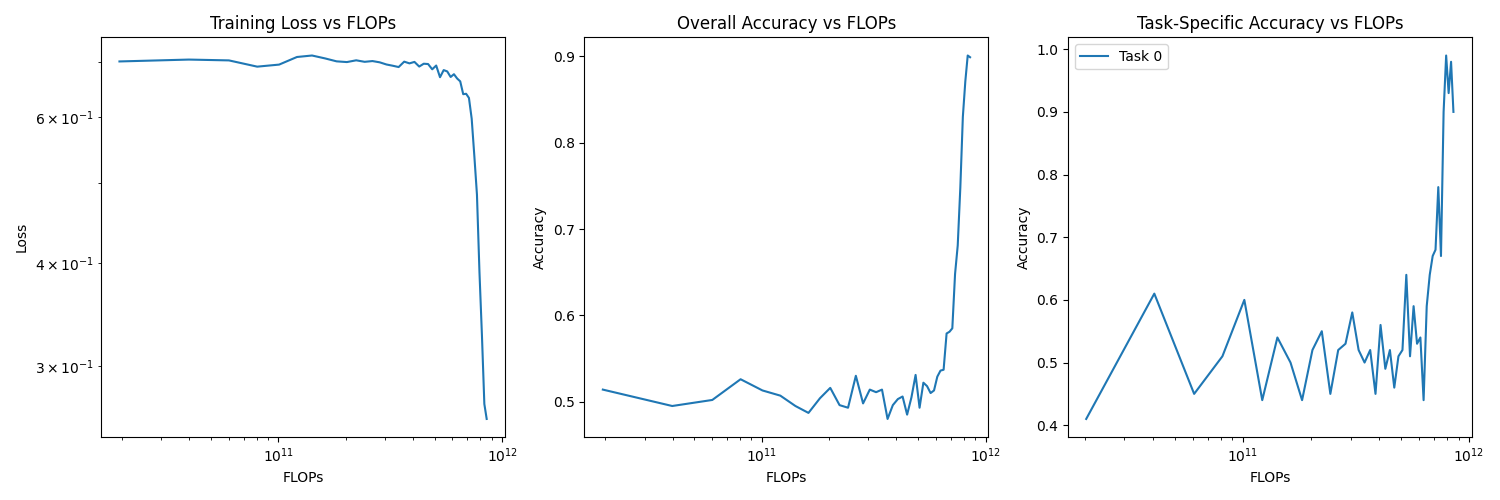 Training Loss vs FLOPs
6 × 10⁻¹
4 × 10⁻¹
3 × 10⁻¹
Loss
10¹¹
10¹²
FLOPs
Overall Accuracy vs FLOPs
0.9
0.8
0.7
0.6
0.5
Accuracy
10¹¹
10¹²
FLOPs
Task-Specific Accuracy vs FLOPs
Task 0
1.0
0.9
0.8
0.7
0.6
0.5
0.4
Accuracy
10¹¹
10¹²
FLOPs